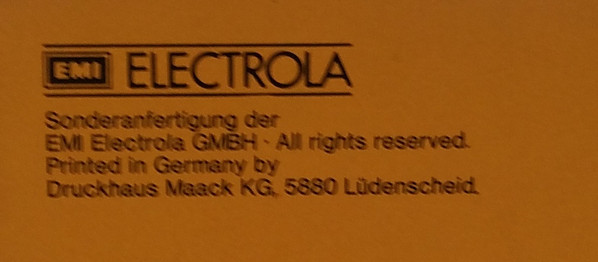 EMI ELECTROLA
Sonderanfertigung der
EMI Electrola GMBH · All rights reserved.
Printed in Germany by
Druckhaus Maack KG, 5880 Lüdenscheid.